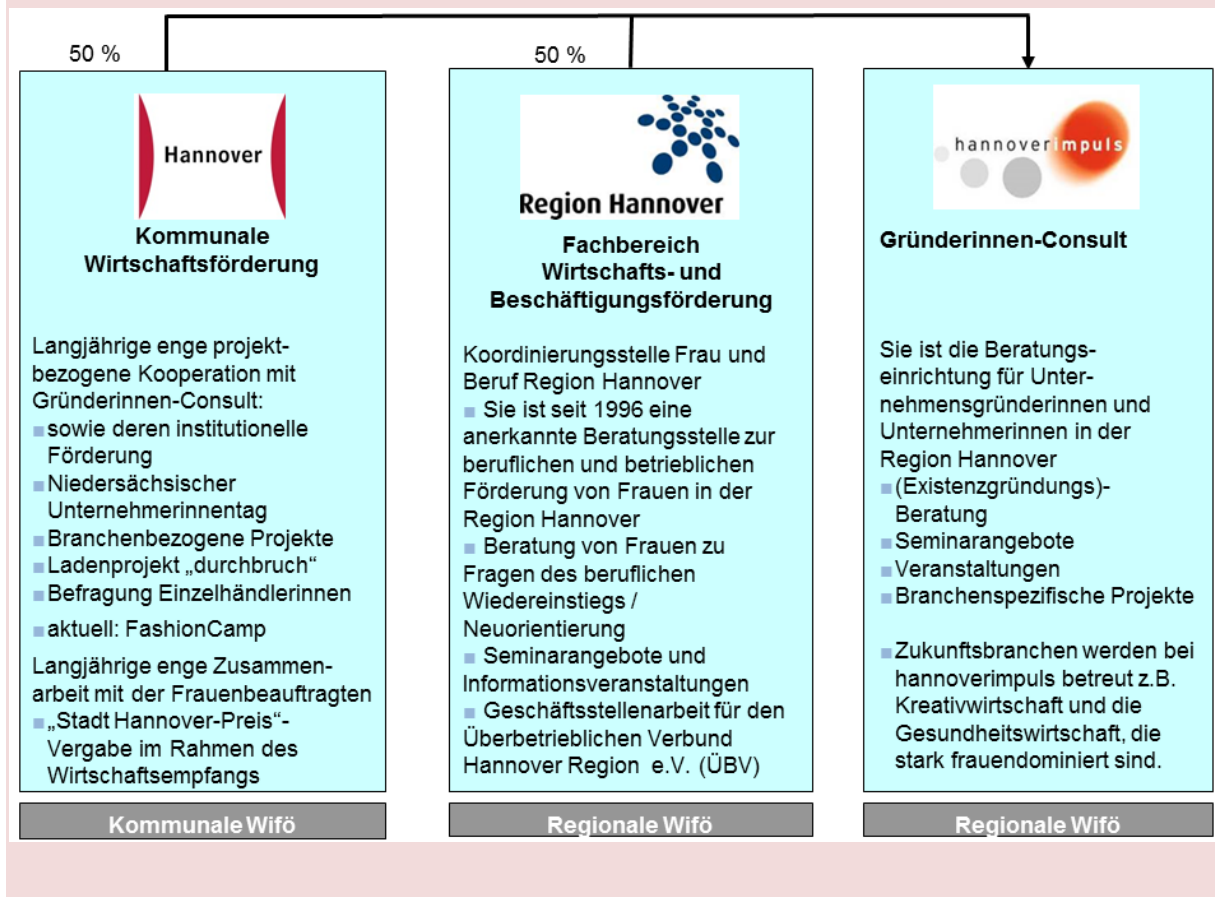 50 %
Hannover
Kommunale
Wirtschaftsförderung
Langjährige enge projekt-
bezogene Kooperation mit
Gründerinnen-Consult:
■ sowie deren institutionelle
Förderung
■ Niedersächsischer
Unternehmerinnentag
■ Branchenbezogene Projekte
■ Ladenprojekt „durchbruch“
■ Befragung Einzelhändlerinnen
■ aktuell: FashionCamp
Langjährige enge Zusammen-
arbeit mit der Frauenbeauftragten
■ „Stadt Hannover-Preis“-
Vergabe im Rahmen des
Wirtschaftsempfangs
Kommunale Wifö
50 %
Region Hannover
Fachbereich
Wirtschafts- und
Beschäftigungsförderung
Koordinierungsstelle Frau und
Beruf Region Hannover
■ Sie ist seit 1996 eine
anerkannte Beratungsstelle zur
beruflichen und betrieblichen
Förderung von Frauen in der
Region Hannover
■ Beratung von Frauen zu
Fragen des beruflichen
Wiedereinstiegs /
Neuorientierung
■ Seminarangebote und
Informationsveranstaltungen
■ Geschäftsstellenarbeit für den
Überbetrieblichen Verbund
Hannover Region e.V. (ÜBV)
Regionale Wifö
hannoverimpuls
Gründerinnen-Consult
Sie ist die Beratungs-
einrichtung für Unter-
nehmensgründerinnen und
Unternehmerinnen in der
Region Hannover
■ (Existenzgründungs)-
Beratung
■ Seminarangebote
■ Veranstaltungen
■ Branchenspezifische Projekte
■ Zukunftsbranchen werden bei
hannoverimpuls betreut z.B.
Kreativwirtschaft und die
Gesundheitswirtschaft, die
stark frauendominiert sind.
Regionale Wifö